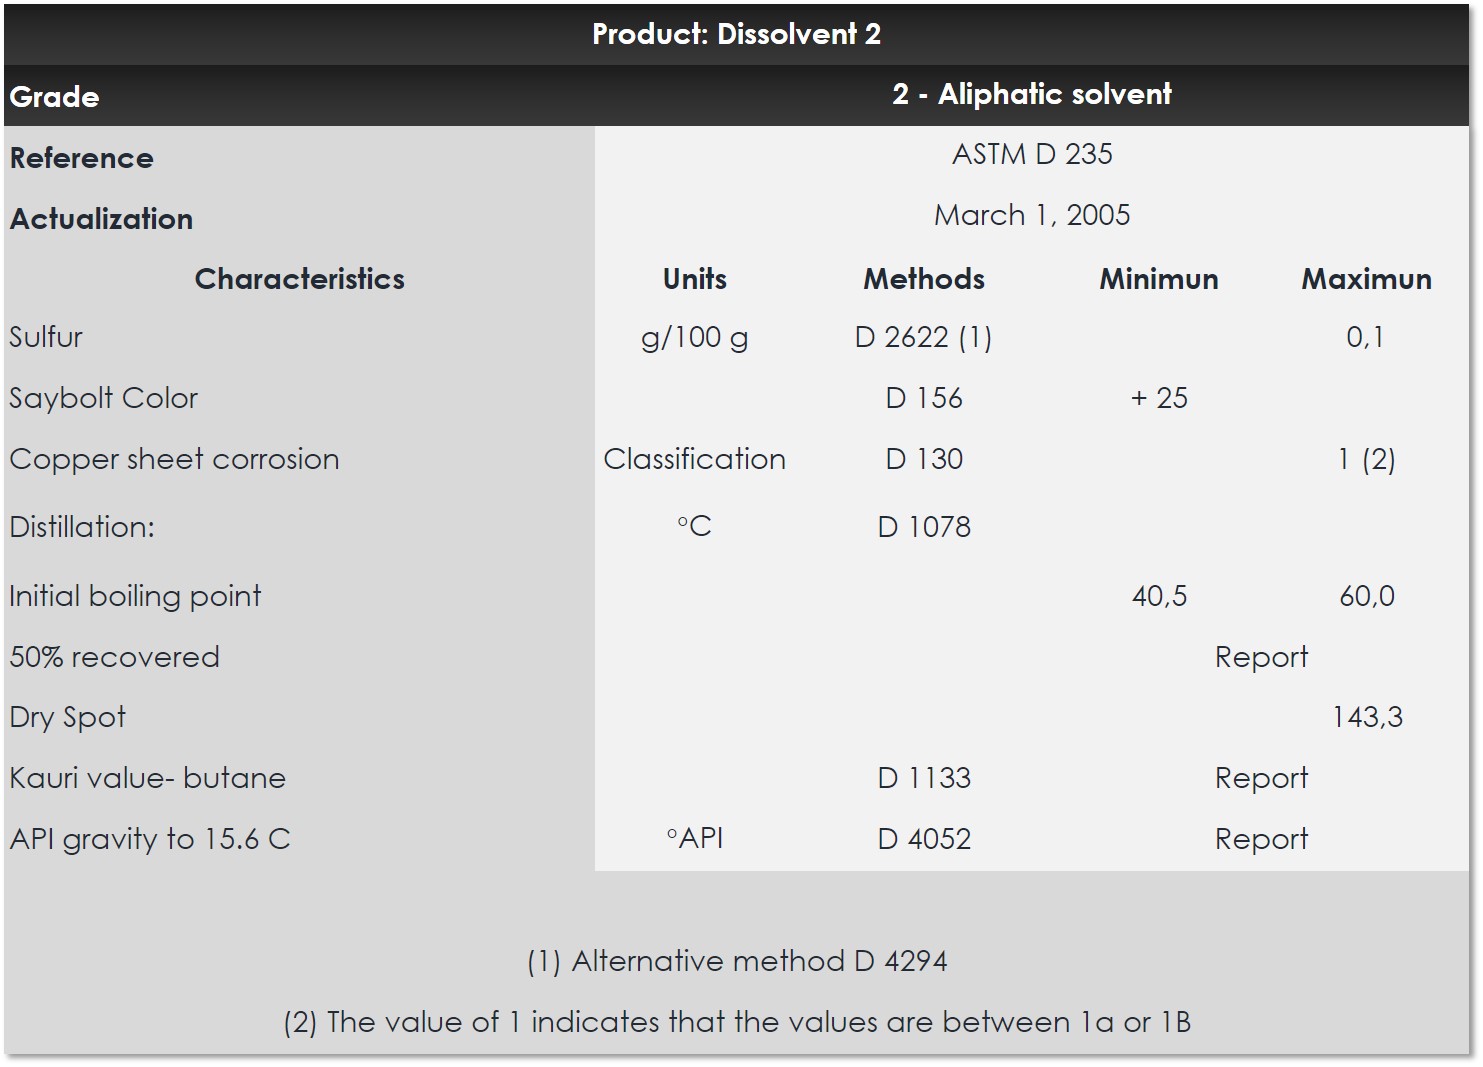 Product: Dissolvent 2
Grade 2 - Aliphatic solvent
Reference ASTM D 235
Actualization March 1, 2005
Characteristics Units Methods Minimun Maximun
Sulfur g/100 g D 2622 (1) 0,1
Saybolt Color D 156 + 25
Copper sheet corrosion Classification D 130 1 (2)
Distillation: °C D 1078
Initial boiling point 40,5 60,0
50% recovered Report
Dry Spot 143,3
Kauri value- butane D 1133 Report
API gravity to 15.6 C °API D 4052 Report
(1) Alternative method D 4294
(2) The value of 1 indicates that the values are between 1a or 1B